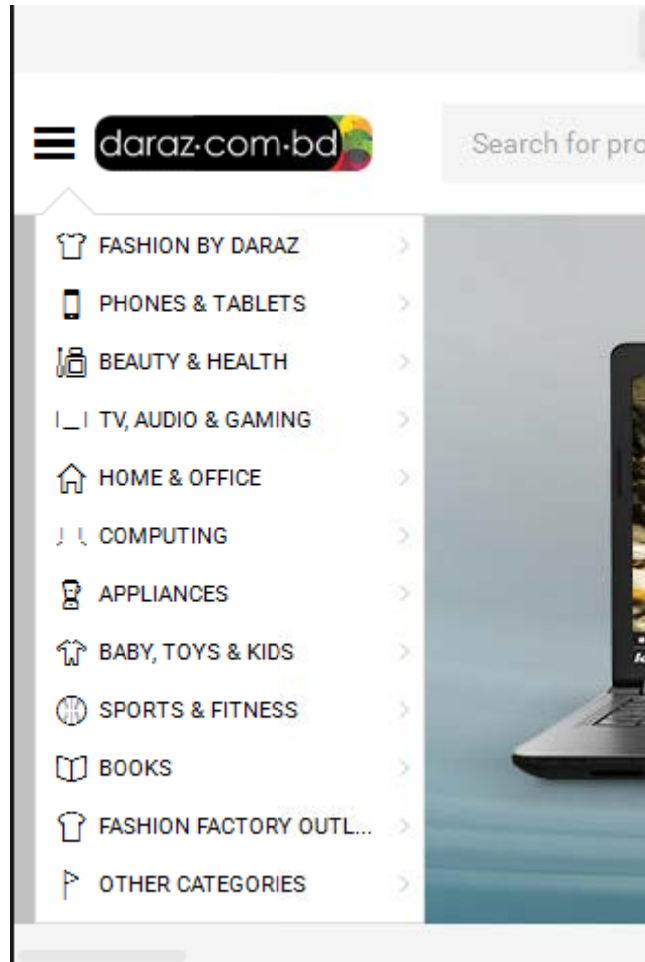 daraz.com.bd
Search for pro
FASHION BY DARAZ
PHONES & TABLETS
BEAUTY & HEALTH
TV, AUDIO & GAMING
HOME & OFFICE
COMPUTING
APPLIANCES
BABY, TOYS & KIDS
SPORTS & FITNESS
BOOKS
FASHION FACTORY OUTL...
OTHER CATEGORIES